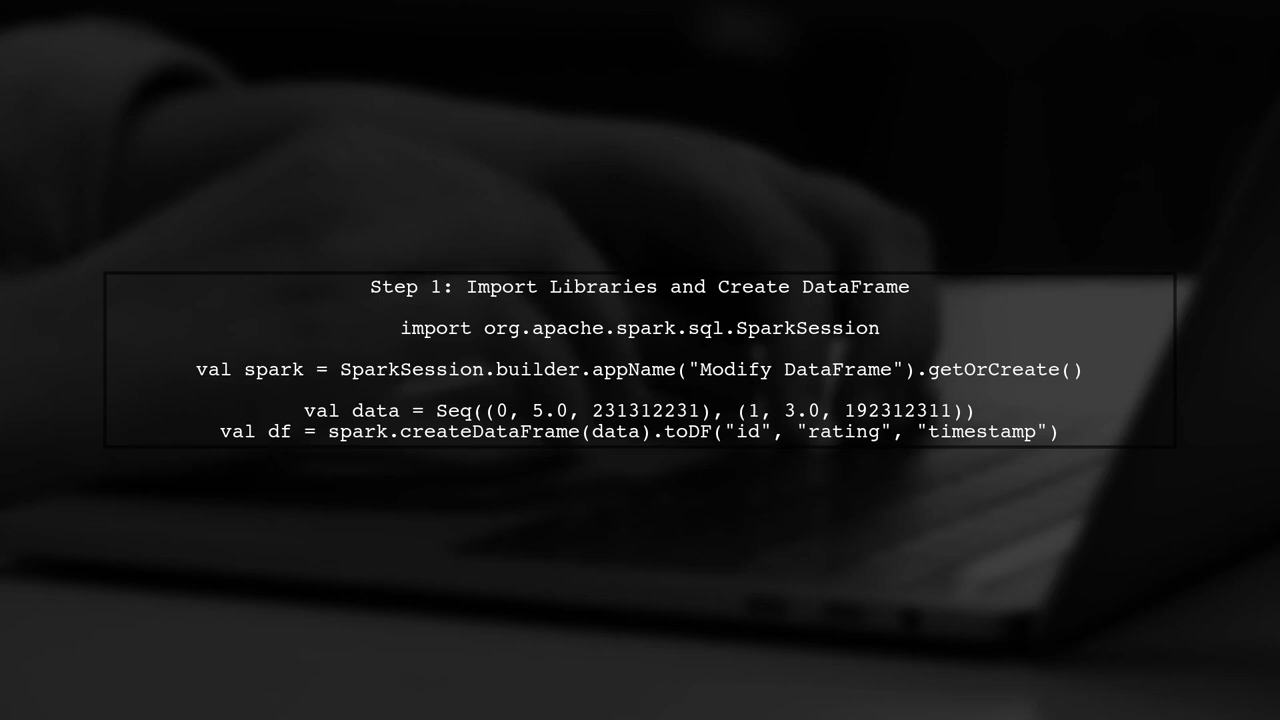 Step 1: Import Libraries and Create DataFrame
import org.apache.spark.sql.SparkSession
val spark = SparkSession.builder.appName("Modify DataFrame").getOrCreate()
val data = Seq((0, 5.0, 231312231), (1, 3.0, 192312311))
val df = spark.createDataFrame(data).toDF("id", "rating", "timestamp")